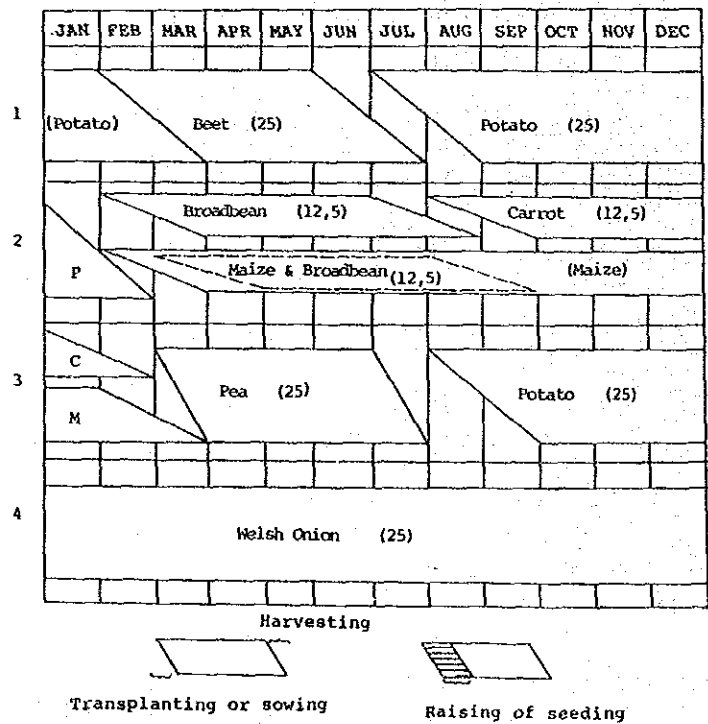 JAN FEB MAR APR MAY JUN JUL AUG SEP OCT NOV DEC
1
(Potato) Beet (25) Potato (25)
Broadbean (12,5) Carrot (12,5)
2
P Maize & Broadbean (12,5) (Maize)
C
3
Pea (25) Potato (25)
M
4
Welsh Onion (25)
Harvesting
Transplanting or sowing Raising of seeding